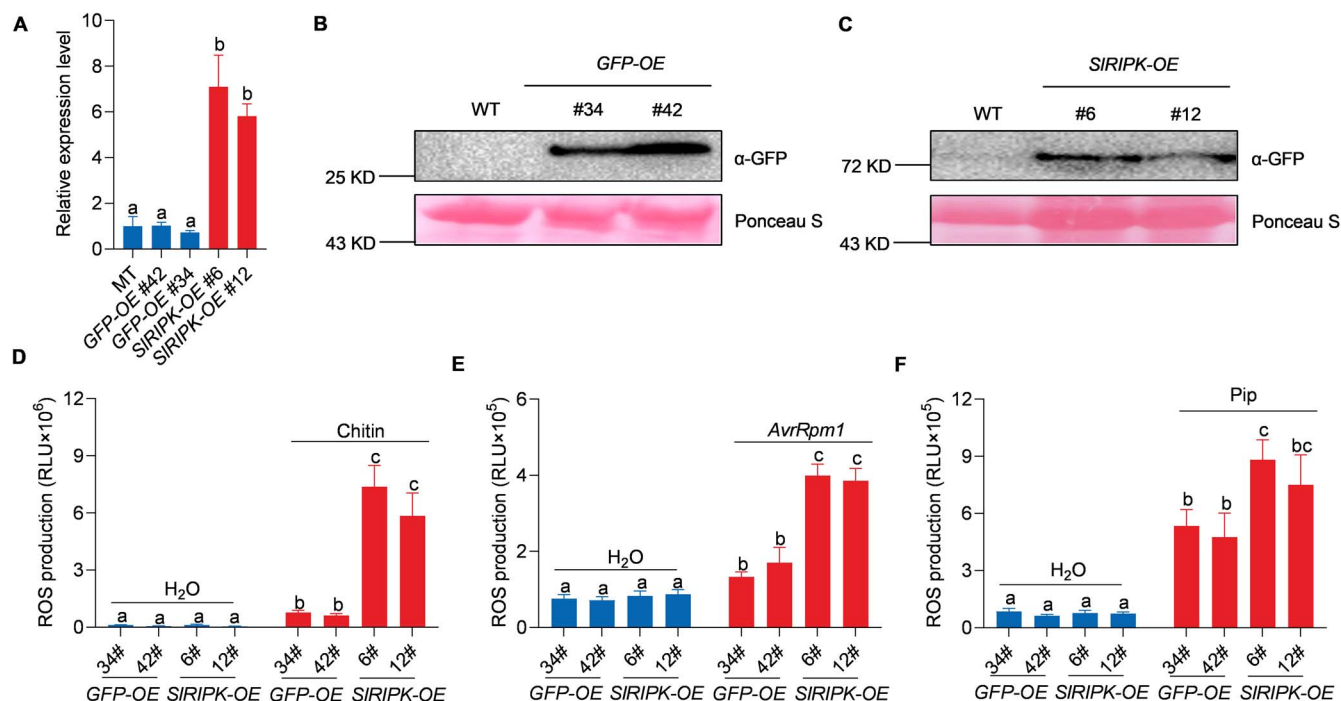 A
Relative expression level
10
8
6
4
2
0
a
a
a
b
b
MT
GFP-OE #42
GFP-OE #34
SlRIPK-OE #6
SlRIPK-OE #12
B
GFP-OE
WT
#34
#42
α-GFP
25 KD
Ponceau S
43 KD
C
SlRIPK-OE
WT
#6
#12
α-GFP
72 KD
Ponceau S
43 KD
D
ROS production (RLU×10⁶)
12
9
6
3
0
H₂O
a
a
a
a
Chitin
b
b
c
c
34#
42#
6#
12#
34#
42#
6#
12#
GFP-OE
SlRIPK-OE
GFP-OE
SlRIPK-OE
E
ROS production (RLU×10⁵)
6
4
2
0
H₂O
a
a
a
a
AvrRpm1
b
b
c
c
34#
42#
6#
12#
34#
42#
6#
12#
GFP-OE
SlRIPK-OE
GFP-OE
SlRIPK-OE
F
ROS production (RLU×10⁵)
12
9
6
3
0
H₂O
a
a
a
a
Pip
b
b
c
bc
34#
42#
6#
12#
34#
42#
6#
12#
GFP-OE
SlRIPK-OE
GFP-OE
SlRIPK-OE